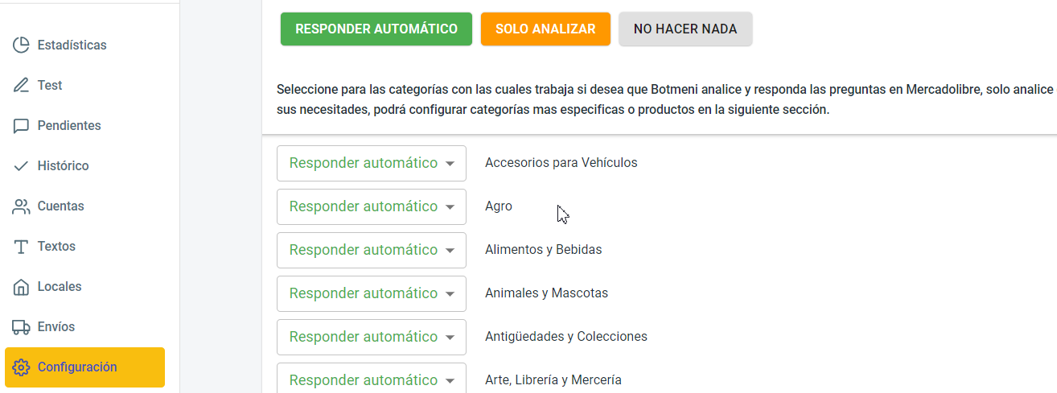 Estadísticas
Test
Pendientes
Histórico
Cuentas
Textos
Locales
Envíos
Configuración
RESPONDER AUTOMÁTICO SOLO ANALIZAR NO HACER NADA
Seleccione para las categorías con las cuales trabaja si desea que Botmeni analice y responda las preguntas en Mercadolibre, solo analice
sus necesitades, podrá configurar categorías mas especificas o productos en la siguiente sección.
Responder automático Accesorios para Vehículos
Responder automático Agro
Responder automático Alimentos y Bebidas
Responder automático Animales y Mascotas
Responder automático Antigüedades y Colecciones
Responder automático Arte, Librería y Mercería